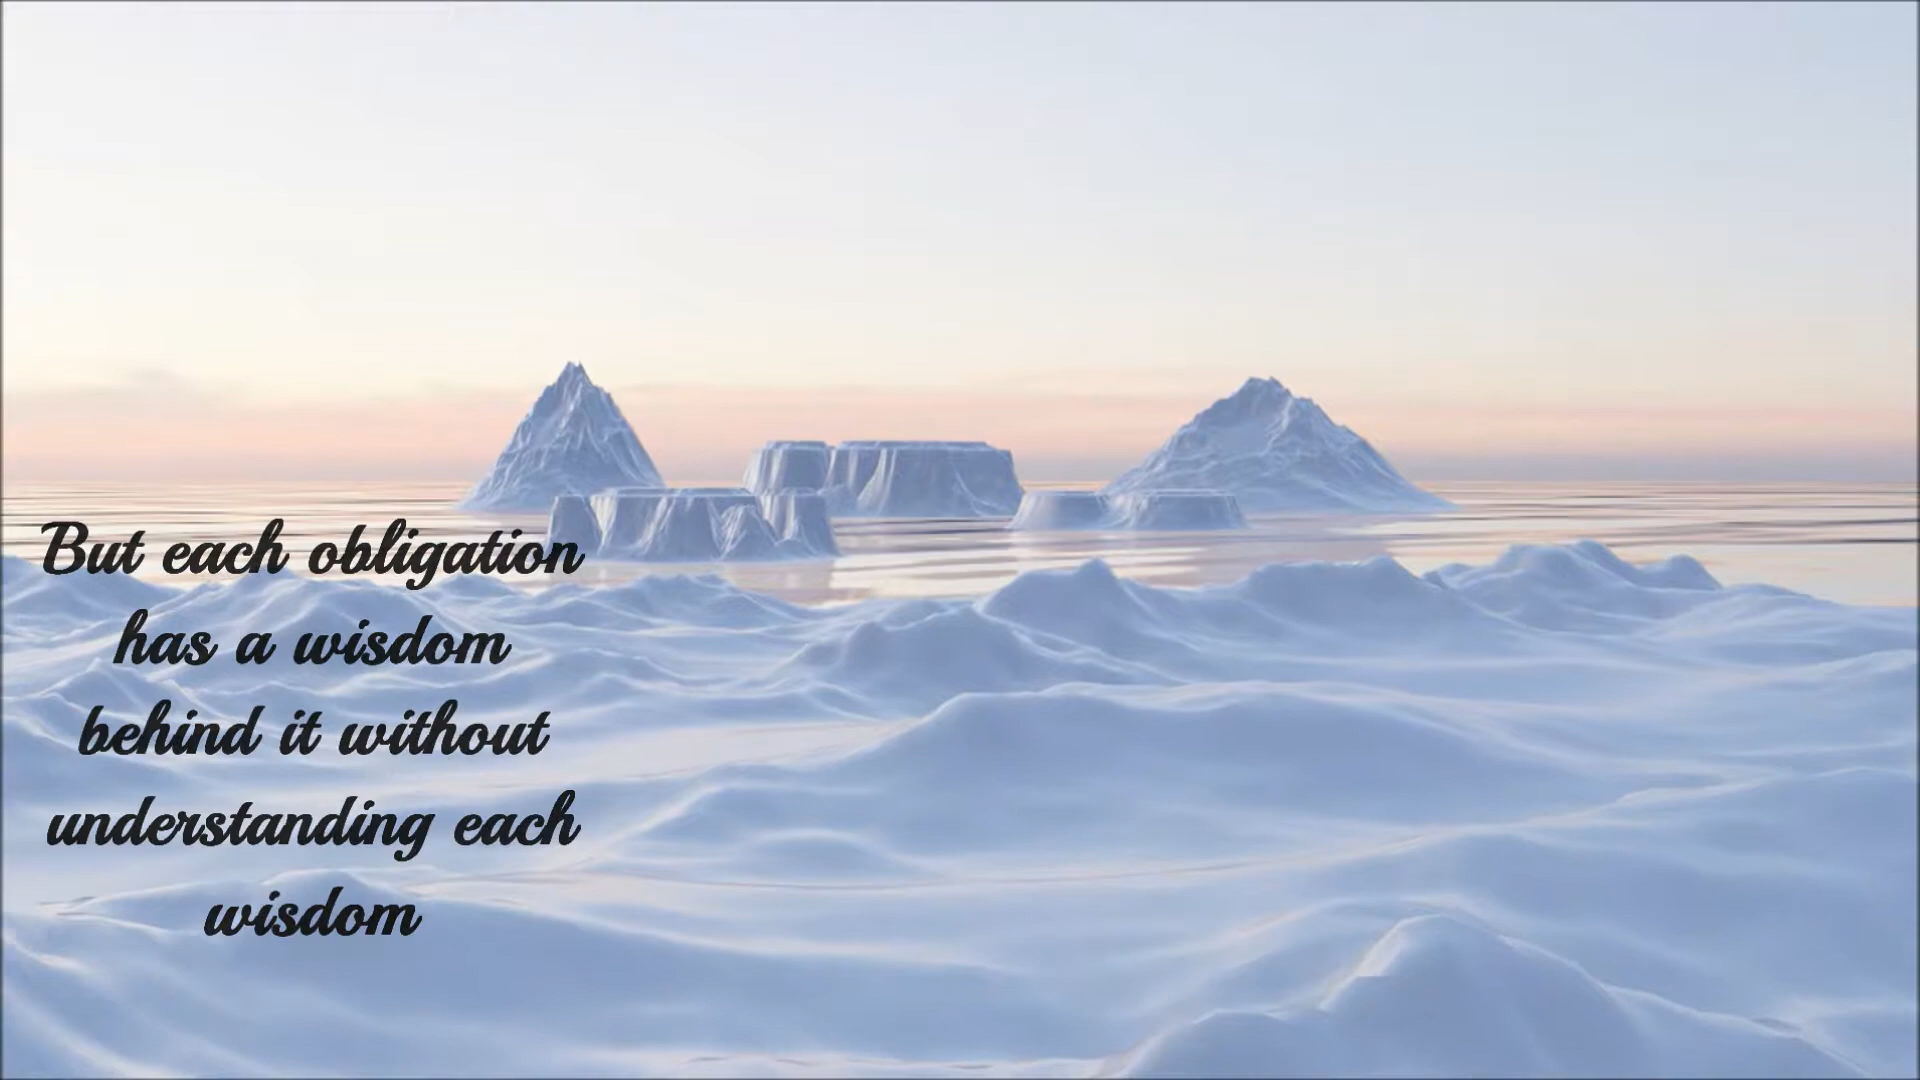 But each obligation
has a wisdom
behind it without
understanding each
wisdom